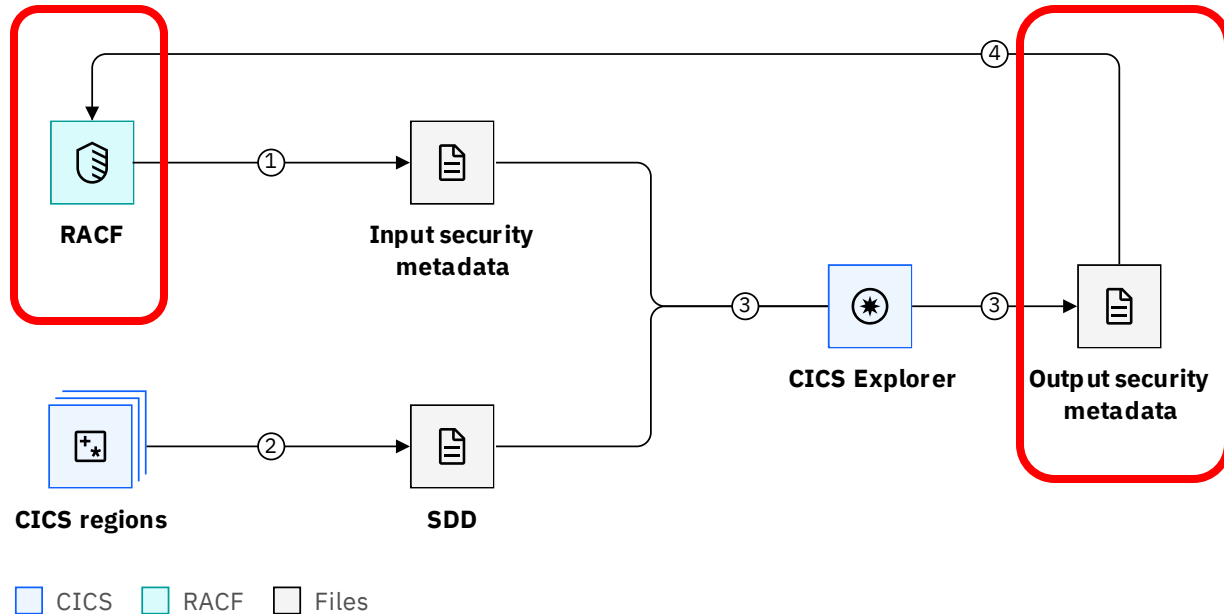 4
1
RACF
Input security
metadata
3
3
CICS Explorer
Output security
metadata
2
CICS regions
SDD
CICS
RACF
Files